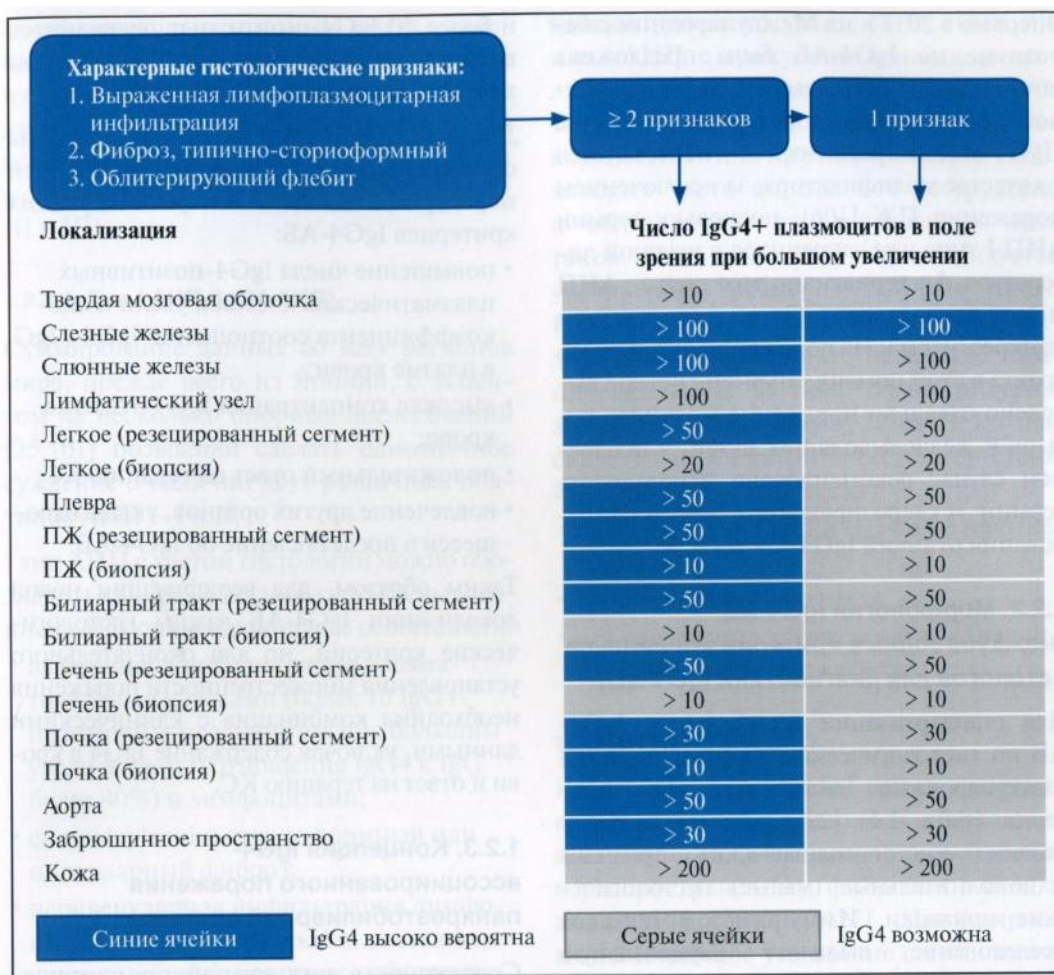 Характерные гистологические признаки:
1. Выраженная лимфоплазмоцитарная
инфильтрация
2. Фиброз, типично-сториоформный
3. Облитерирующий флебит
≥ 2 признаков
1 признак
Локализация
Число IgG4+ плазмоцитов в поле
зрения при большом увеличении
Твердая мозговая оболочка > 10 > 10
Слезные железы > 100 > 100
Слюнные железы > 100 > 100
Лимфатический узел > 100 > 100
Легкое (резецированный сегмент) > 50 > 50
Легкое (биопсия) > 20 > 20
Плевра > 50 > 50
ПЖ (резецированный сегмент) > 50 > 50
ПЖ (биопсия) > 10 > 10
Билиарный тракт (резецированный сегмент) > 50 > 50
Билиарный тракт (биопсия) > 10 > 10
Печень (резецированный сегмент) > 50 > 50
Печень (биопсия) > 10 > 10
Почка (резецированный сегмент) > 30 > 30
Почка (биопсия) > 10 > 10
Аорта > 50 > 50
Забрюшинное пространство > 30 > 30
Кожа > 200 > 200
Синие ячейки IgG4 высоко вероятна Серые ячейки IgG4 возможна